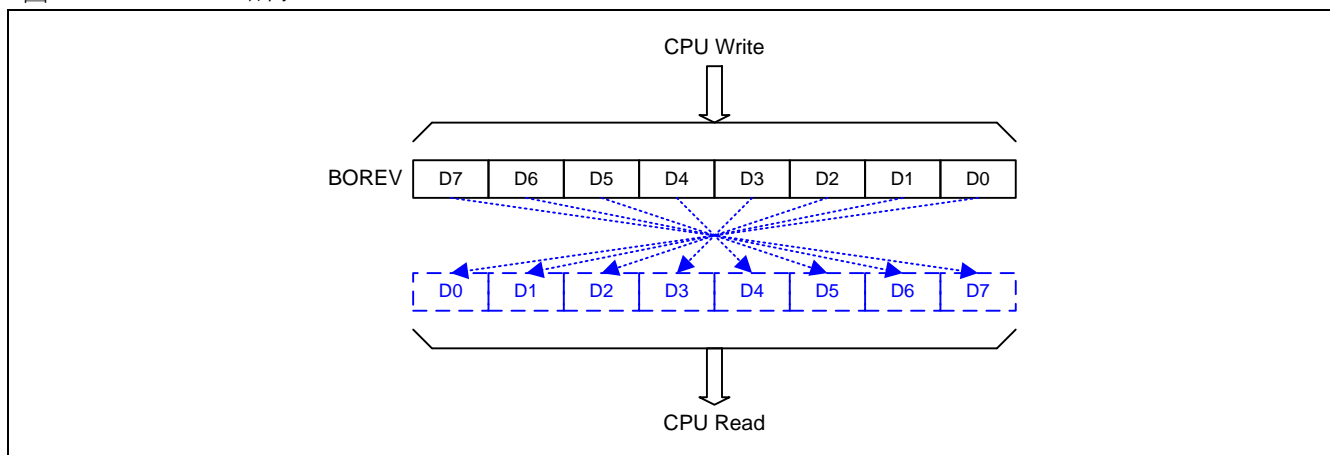 CPU Write
BOREV D7 D6 D5 D4 D3 D2 D1 D0
D0 D1 D2 D3 D4 D5 D6 D7
CPU Read